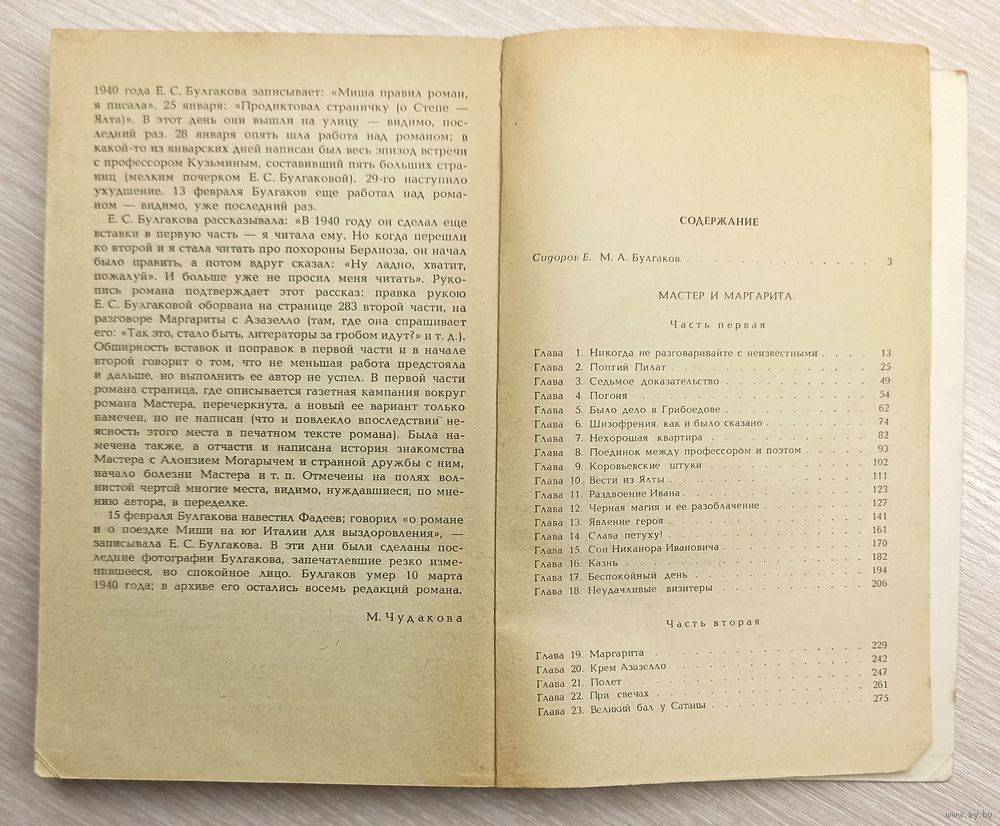 1940 года Е. С. Булгакова записывает: «Миша правил роман,
я писала». 25 января: «Продиктовал страничку (о Степе —
Ялта)». В этот день они вышли на улицу — видимо, пос-
ледний раз. 28 января опять шла работа над романом; в
какой-то из январских дней написан был весь эпизод встречи
с профессором Кузьминым, составивший пять больших стра-
ниц (мелким почерком Е. С. Булгаковой). 29-го наступило
ухудшение. 13 февраля Булгаков еще работал над рома-
ном — видимо, уже последний раз.
Е. С. Булгакова рассказывала: «В 1940 году он сделал еще
вставки в первую часть — я читала ему. Но когда перешли
ко второй и я стала читать про похороны Берлиоза, он начал
было править, а потом вдруг сказал: «Ну ладно, хватит,
пожалуй». И больше уже не просил меня читать». Руко-
пись романа подтверждает этот рассказ: правка рукою
Е. С. Булгаковой оборвана на странице 283 второй части, на
разговоре Маргариты с Азазелло (там, где она спрашивает
его: «Так это, стало быть, литераторы за гробом идут?» и т. д.).
Обширность вставок и поправок в первой части и в начале
второй говорит о том, что не меньшая работа предстояла
и дальше, но выполнить ее автор не успел. В первой части
романа страница, где описывается газетная кампания вокруг
романа Мастера, перечеркнута, а новый ее вариант только
намечен, но не написан (что и повлекло впоследствии не-
ясность этого места в печатном тексте романа). Была на-
мечена также, а отчасти и написана история знакомства
Мастера с Алоизием Могарычем и странной дружбы с ним,
начало болезни Мастера и т. п. Отмечены на полях вол-
нистой чертой многие места, видимо, нуждавшиеся, по мне-
нию автора, в переделке.
15 февраля Булгакова навестил Фадеев; говорил «о романе
и о поездке Миши на юг Италии для выздоровления», —
записывала Е. С. Булгакова. В эти дни были сделаны пос-
ледние фотографии Булгакова, запечатлевшие резко изме-
нившееся, но спокойное лицо. Булгаков умер 10 марта
1940 года; в архиве его остались восемь редакций романа.
М. Чудакова
СОДЕРЖАНИЕ
Сидоров Е. М. А. Булгаков. . . . . . . . . . . . . . 3
МАСТЕР И МАРГАРИТА.
Часть первая
Глава 1. Никогда не разговаривайте с неизвестными . . . . 13
Глава 2. Понтий Пилат . . . . . . . . . . . . . . 25
Глава 3. Седьмое доказательство . . . . . . . . . . 49
Глава 4. Погоня . . . . . . . . . . . . . . . . 54
Глава 5. Было дело в Грибоедове . . . . . . . . . . 62
Глава 6. Шизофрения, как и было сказано . . . . . . . 74
Глава 7. Нехорошая квартира . . . . . . . . . . . 82
Глава 8. Поединок между профессором и поэтом . . . . . 93
Глава 9. Коровьевские штуки . . . . . . . . . . . 102
Глава 10. Вести из Ялты . . . . . . . . . . . . . 111
Глава 11. Раздвоение Ивана . . . . . . . . . . . . 123
Глава 12. Черная магия и ее разоблачение . . . . . . . 127
Глава 13. Явление героя . . . . . . . . . . . . . 141
Глава 14. Слава петуху! . . . . . . . . . . . . . 161
Глава 15. Сон Никанора Ивановича . . . . . . . . . 170
Глава 16. Казнь . . . . . . . . . . . . . . . . 182
Глава 17. Беспокойный день . . . . . . . . . . . . 194
Глава 18. Неудачливые визитеры . . . . . . . . . . 206
Часть вторая
Глава 19. Маргарита . . . . . . . . . . . . . . 229
Глава 20. Крем Азазелло . . . . . . . . . . . . . 242
Глава 21. Полет . . . . . . . . . . . . . . . . 247
Глава 22. При свечах . . . . . . . . . . . . . . 261
Глава 23. Великий бал у Сатаны . . . . . . . . . . 275
www.ay.by